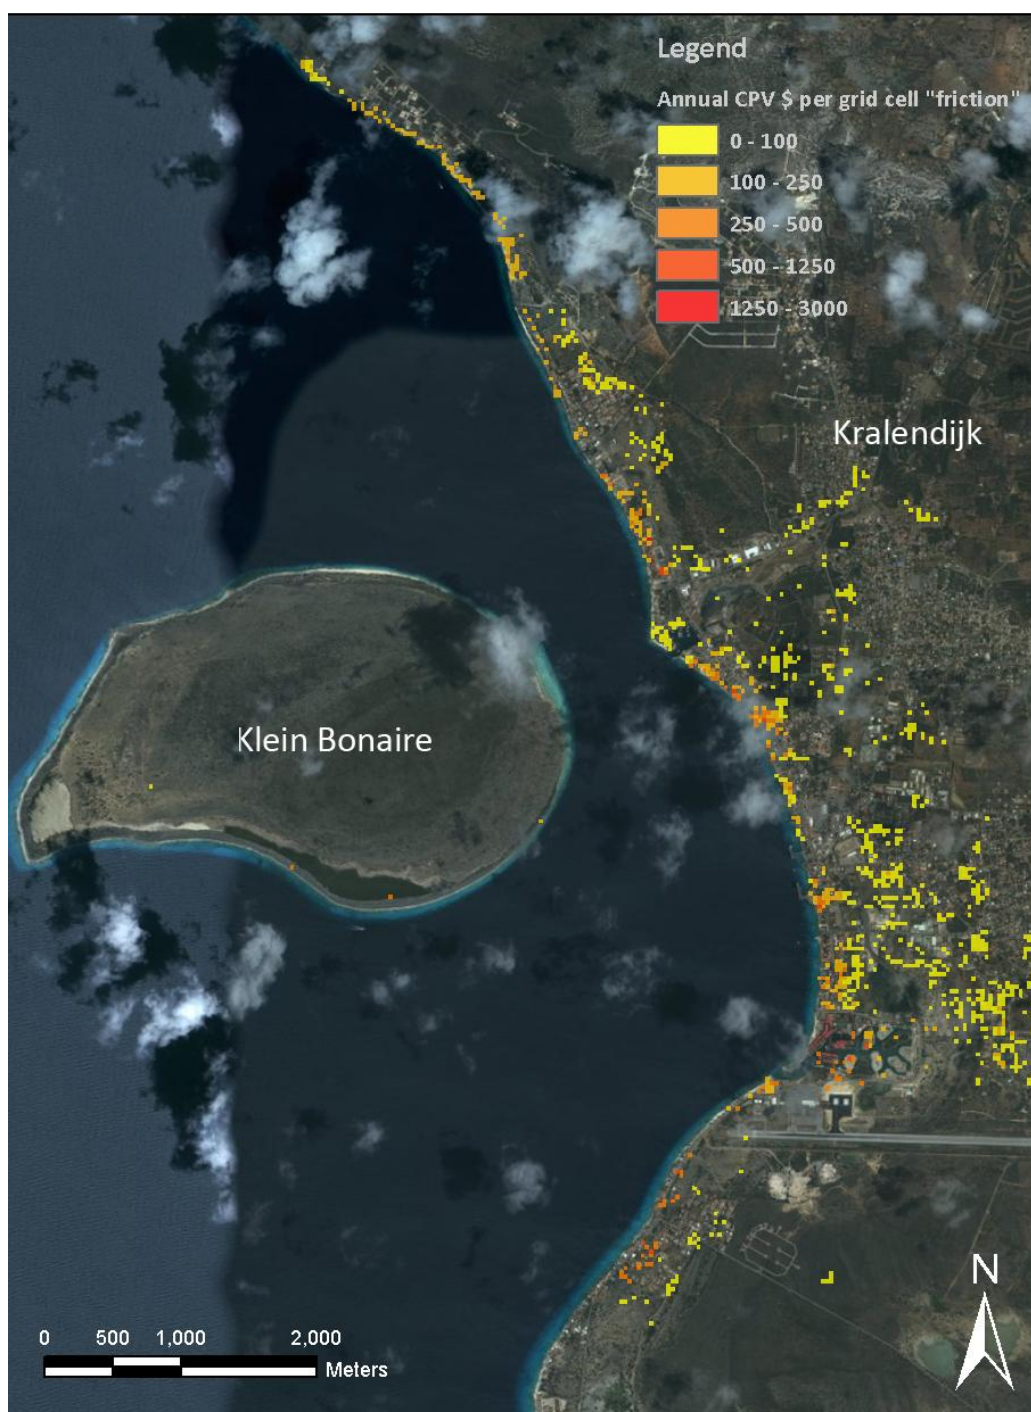 Legend
Annual CPV $ per grid cell "friction"
0 - 100
100 - 250
250 - 500
500 - 1250
1250 - 3000
Kralendijk
Klein Bonaire
N
0 500 1,000 2,000
Meters